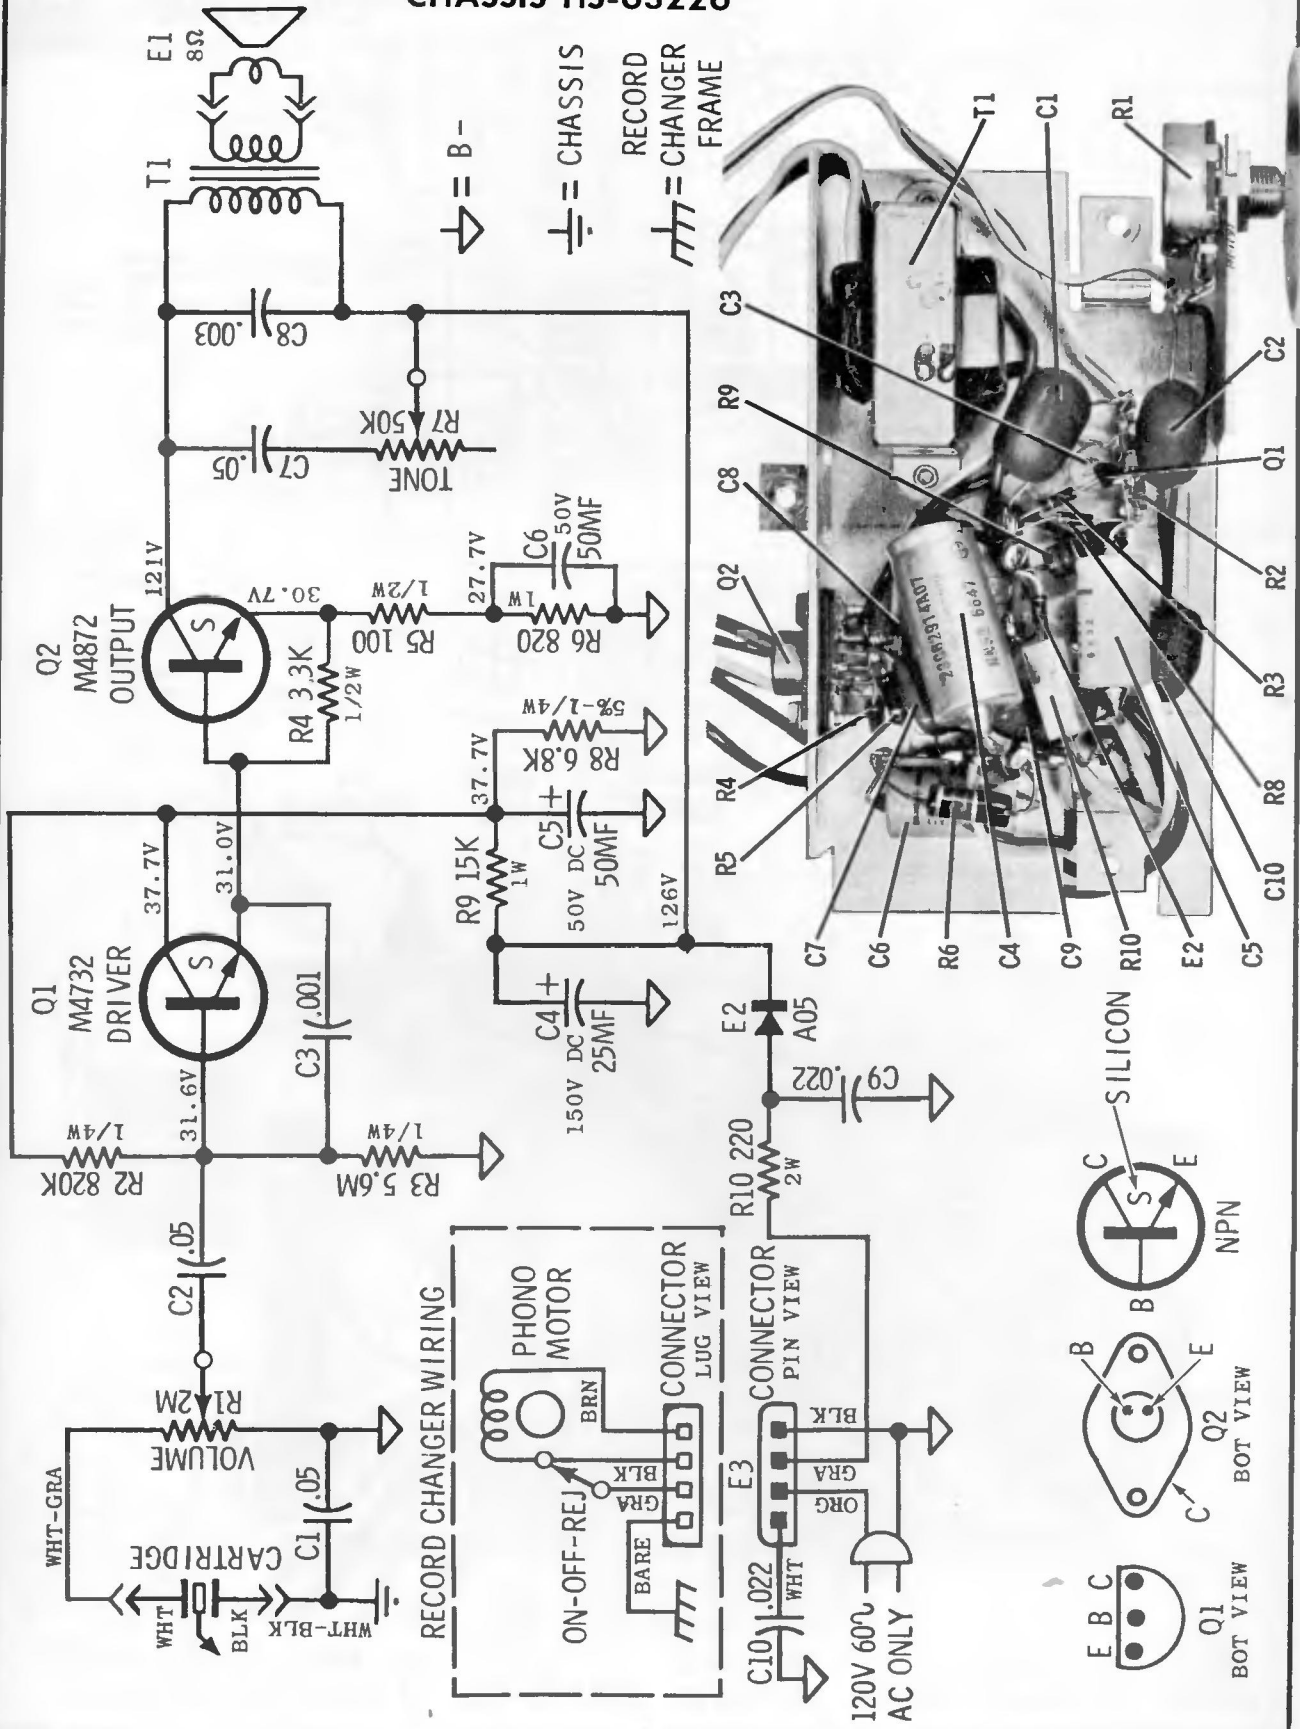 CHASSIS HS-63226
E1
8Ω
T1
= B-
= CHASSIS
RECORD
= CHANGER
FRAME
C8
.003
C7
.05
R7
50K
TONE
Q2
M4872
OUTPUT
121V
30.7V
R4 3.3K
1/2W
R5 100
1/2W
27.7V
R6 820
1W
C6
50V
50MF
37.7V
R8 6.8K
5%-1/4W
C5 +
50V DC
50MF
R9 15K
1W
126V
Q1
M4732
DRIVER
37.7V
31.0V
31.6V
C3
.001
C4 +
150V DC
25MF
R2 820K
1/4W
R3 5.6M
1/4W
C2
.05
R1 2M
VOLUME
WHT-GRA
C1
.05
CARTRIDGE
WHT
BLK
WHT-BLK
E2
A05
C9
.022
R10 220
2W
RECORD CHANGER WIRING
PHONO
MOTOR
ON-OFF-REJ
BRN
BLK
GRA
BARE
CONNECTOR
LUG VIEW
CONNECTOR
PIN VIEW
E3
BLK
GRA
ORG
WHT
C10
.022
120V 60~
AC ONLY
SILICON
S
S
S
B
C
E
NPN
B
E
C
Q2
BOT VIEW
E B C
Q1
BOT VIEW
T1
C1
R1
C3
R9
C8
Q2
R4
R5
C7
C6
R6
C4
C9
R10
E2
C5
C10
R8
R3
R2
Q1
C2